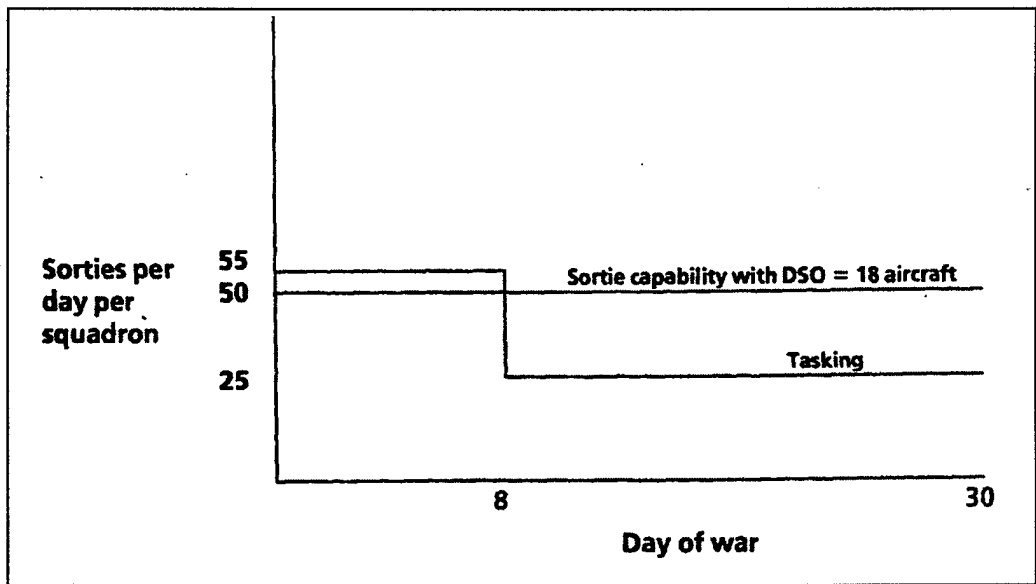 Sorties per
day per
squadron
55
50
25
Sortie capability with DSO = 18 aircraft
Tasking
8
30
Day of war